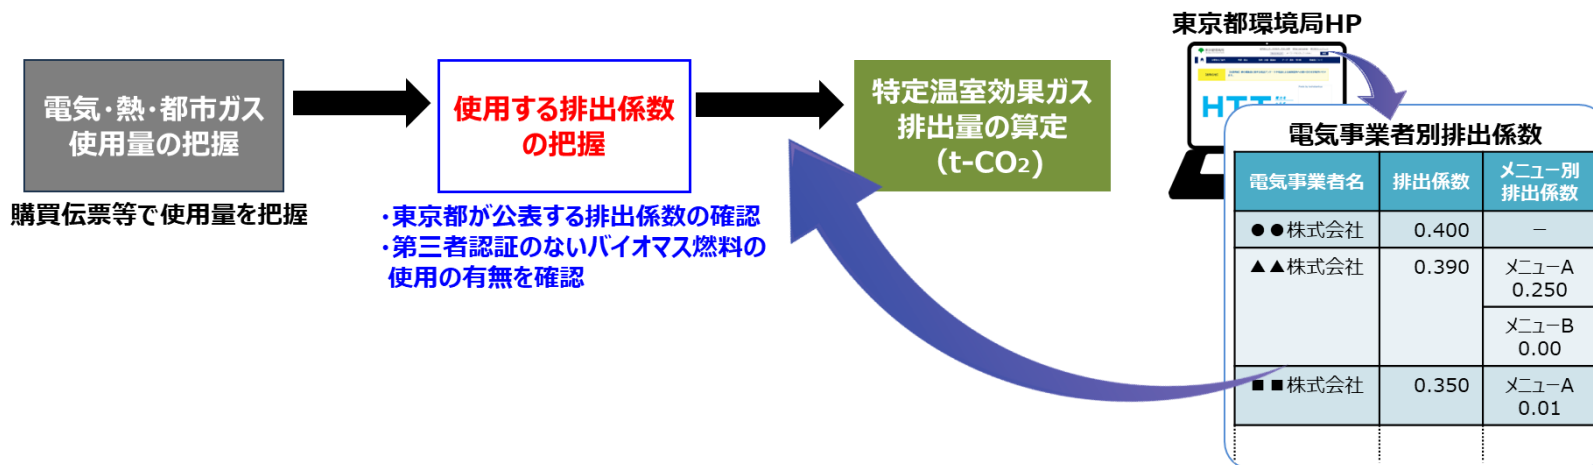 電気・熱・都市ガス
使用量の把握
購買伝票等で使用量を把握
使用する排出係数
の把握
・東京都が公表する排出係数の確認
・第三者認証のないバイオマス燃料の
使用の有無を確認
特定温室効果ガス
排出量の算定
(t-CO₂)
東京都環境局HP
HTT
電気事業者別排出係数
電気事業者名 排出係数 メニュー別
排出係数
●●株式会社 0.400 －
▲▲株式会社 0.390 メニューA
0.250
メニューB
0.00
■■株式会社 0.350 メニューA
0.01